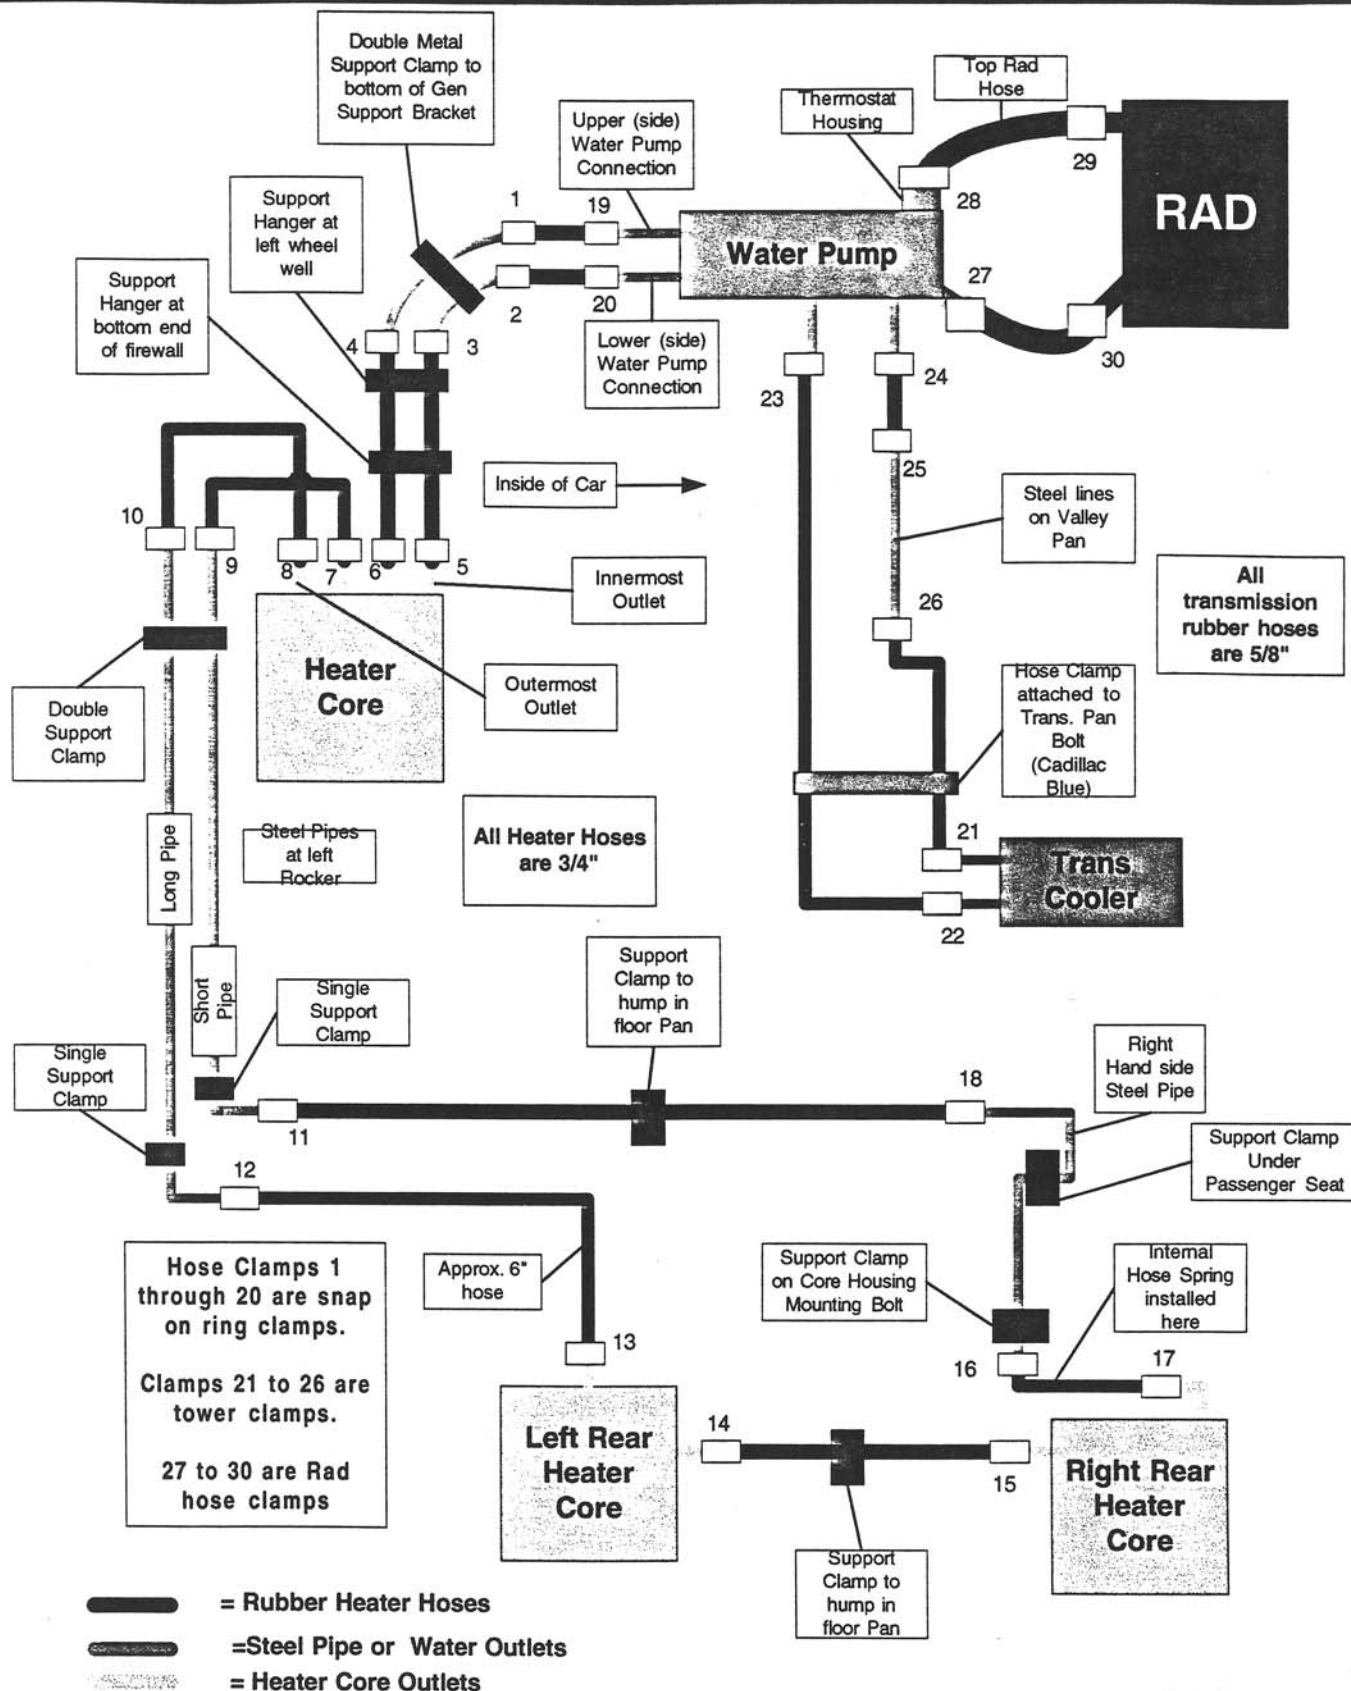 Double Metal
Support Clamp to
bottom of Gen
Support Bracket
Top Rad
Hose
Thermostat
Housing
Upper (side)
Water Pump
Connection
29
Support
Hanger at
left wheel
well
1
19
28
RAD
Water Pump
Support
Hanger at
bottom end
of firewall
27
2
20
4
3
Lower (side)
Water Pump
Connection
30
23
24
25
Inside of Car
Steel lines
on Valley
Pan
10
9
8
7
6
5
Innermost
Outlet
All
transmission
rubber hoses
are 5/8"
26
Heater
Core
Outermost
Outlet
Hose Clamp
attached to
Trans. Pan
Bolt
(Cadillac
Blue)
Double
Support
Clamp
Long Pipe
Steel Pipes
at left
Rocker
All Heater Hoses
are 3/4"
21
Trans
Cooler
22
Short
Pipe
Single
Support
Clamp
Support
Clamp to
hump in
floor Pan
Single
Support
Clamp
Right
Hand side
Steel Pipe
18
11
Support Clamp
Under
Passenger Seat
12
Hose Clamps 1
through 20 are snap
on ring clamps.
Clamps 21 to 26 are
tower clamps.
27 to 30 are Rad
hose clamps
Approx. 6"
hose
Support Clamp
on Core Housing
Mounting Bolt
Internal
Hose Spring
installed
here
13
16
17
Left Rear
Heater
Core
14
15
Right Rear
Heater
Core
Support
Clamp to
hump in
floor Pan
= Rubber Heater Hoses
=Steel Pipe or Water Outlets
= Heater Core Outlets